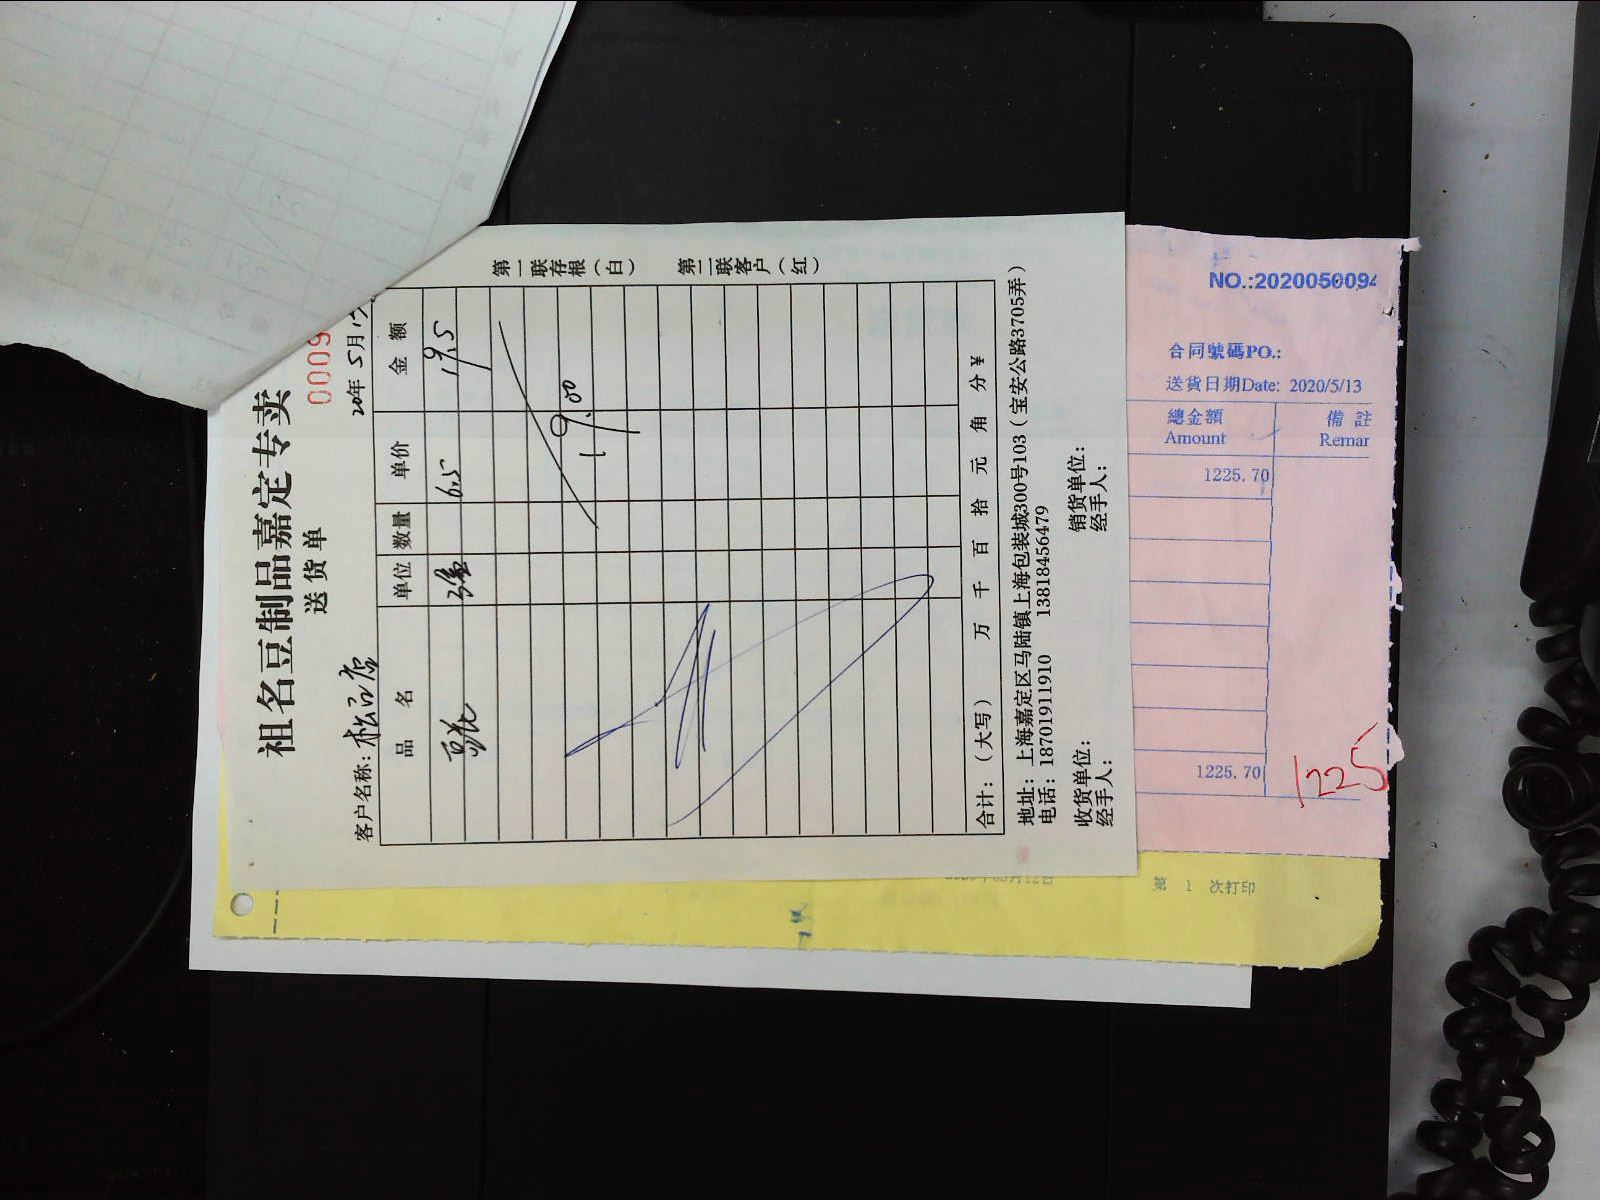 祖名豆制品嘉定专卖
送货单
0009
客户名称：松江店
20年5月13
品名 单位 数量 单价 金额
6.5 19.5
19.00
合计：（大写） 万 千 百 拾 元 角 分 ¥
地址：上海嘉定区马陆镇上海包装城300号103（宝安公路3705弄）
电话：18701911910 13818456479
收货单位： 销货单位：
经手人： 经手人：
第一联存根（白） 第二联客户（红）
NO.:2020050094
合同號碼PO.:
送貨日期Date: 2020/5/13
總金額 備註
Amount Remar
1225.70
1225.70
1225
第 1 次打印